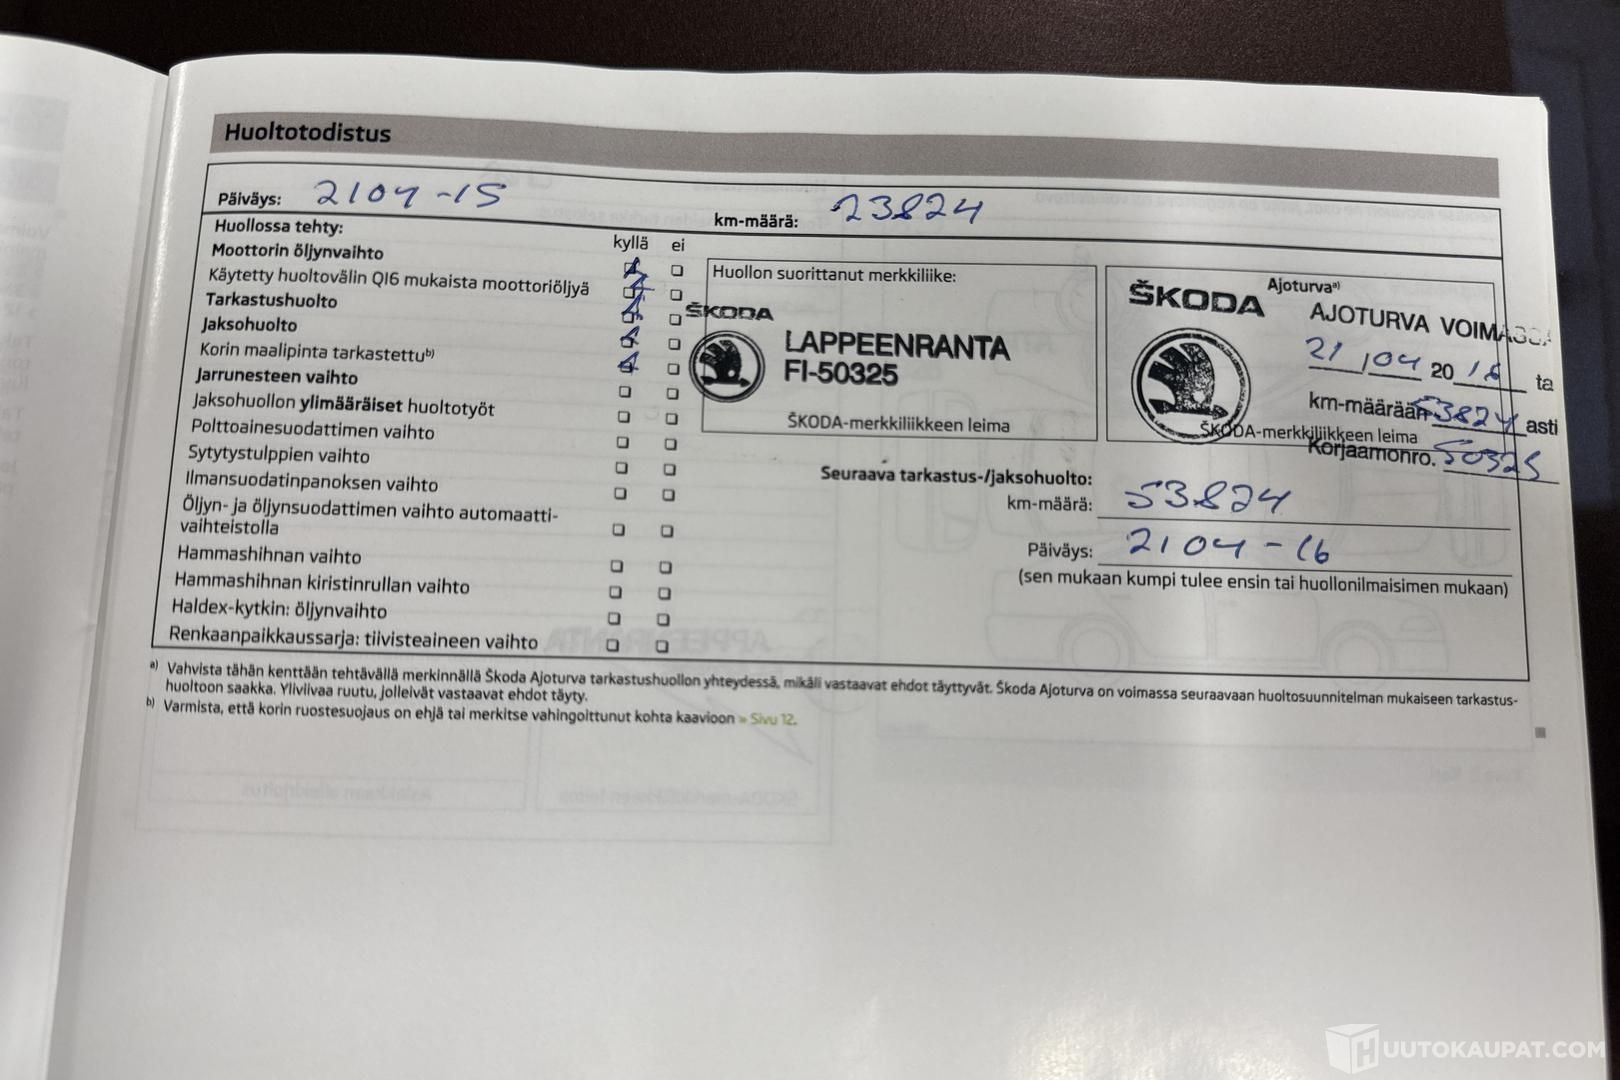 Huoltotodistus
Päiväys: 2104-15
km-määrä: 23824
Huollossa tehty:
kyllä ei
Moottorin öljynvaihto
Käytetty huoltovälin QI6 mukaista moottoriöljyä
Tarkastushuolto
Jaksohuolto
Korin maalipinta tarkastettu b)
Jarrunesteen vaihto
Jaksohuollon ylimääräiset huoltotyöt
Polttoainesuodattimen vaihto
Sytytystulppien vaihto
Ilmansuodatinpanoksen vaihto
Öljyn- ja öljynsuodattimen vaihto automaatti-
vaihteistolla
Hammashihnan vaihto
Hammashihnan kiristinrullan vaihto
Haldex-kytkin: öljynvaihto
Renkaanpaikkaussarja: tiivisteaineen vaihto
Huollon suorittanut merkkiliike:
ŠKODA
LAPPEENRANTA
FI-50325
ŠKODA-merkkiliikkeen leima
Ajoturva a)
ŠKODA
AJOTURVA VOIMASSA
21/04 2016 ta
km-määrään 53824 asti
ŠKODA-merkkiliikkeen leima
Korjaamonro. 50325
Seuraava tarkastus-/jaksohuolto:
km-määrä: 53824
Päiväys: 2104-16
(sen mukaan kumpi tulee ensin tai huollonilmaisimen mukaan)
a) Vahvista tähän kenttään tehtävällä merkinnällä Škoda Ajoturva tarkastushuollon yhteydessä, mikäli vastaavat ehdot täyttyvät. Škoda Ajoturva on voimassa seuraavaan huoltosuunnitelman mukaiseen tarkastus-
huoltoon saakka. Yliviivaa ruutu, jolleivät vastaavat ehdot täyty.
b) Varmista, että korin ruostesuojaus on ehjä tai merkitse vahingoittunut kohta kaavioon » Sivu 12.
HUUTOKAUPAT.COM